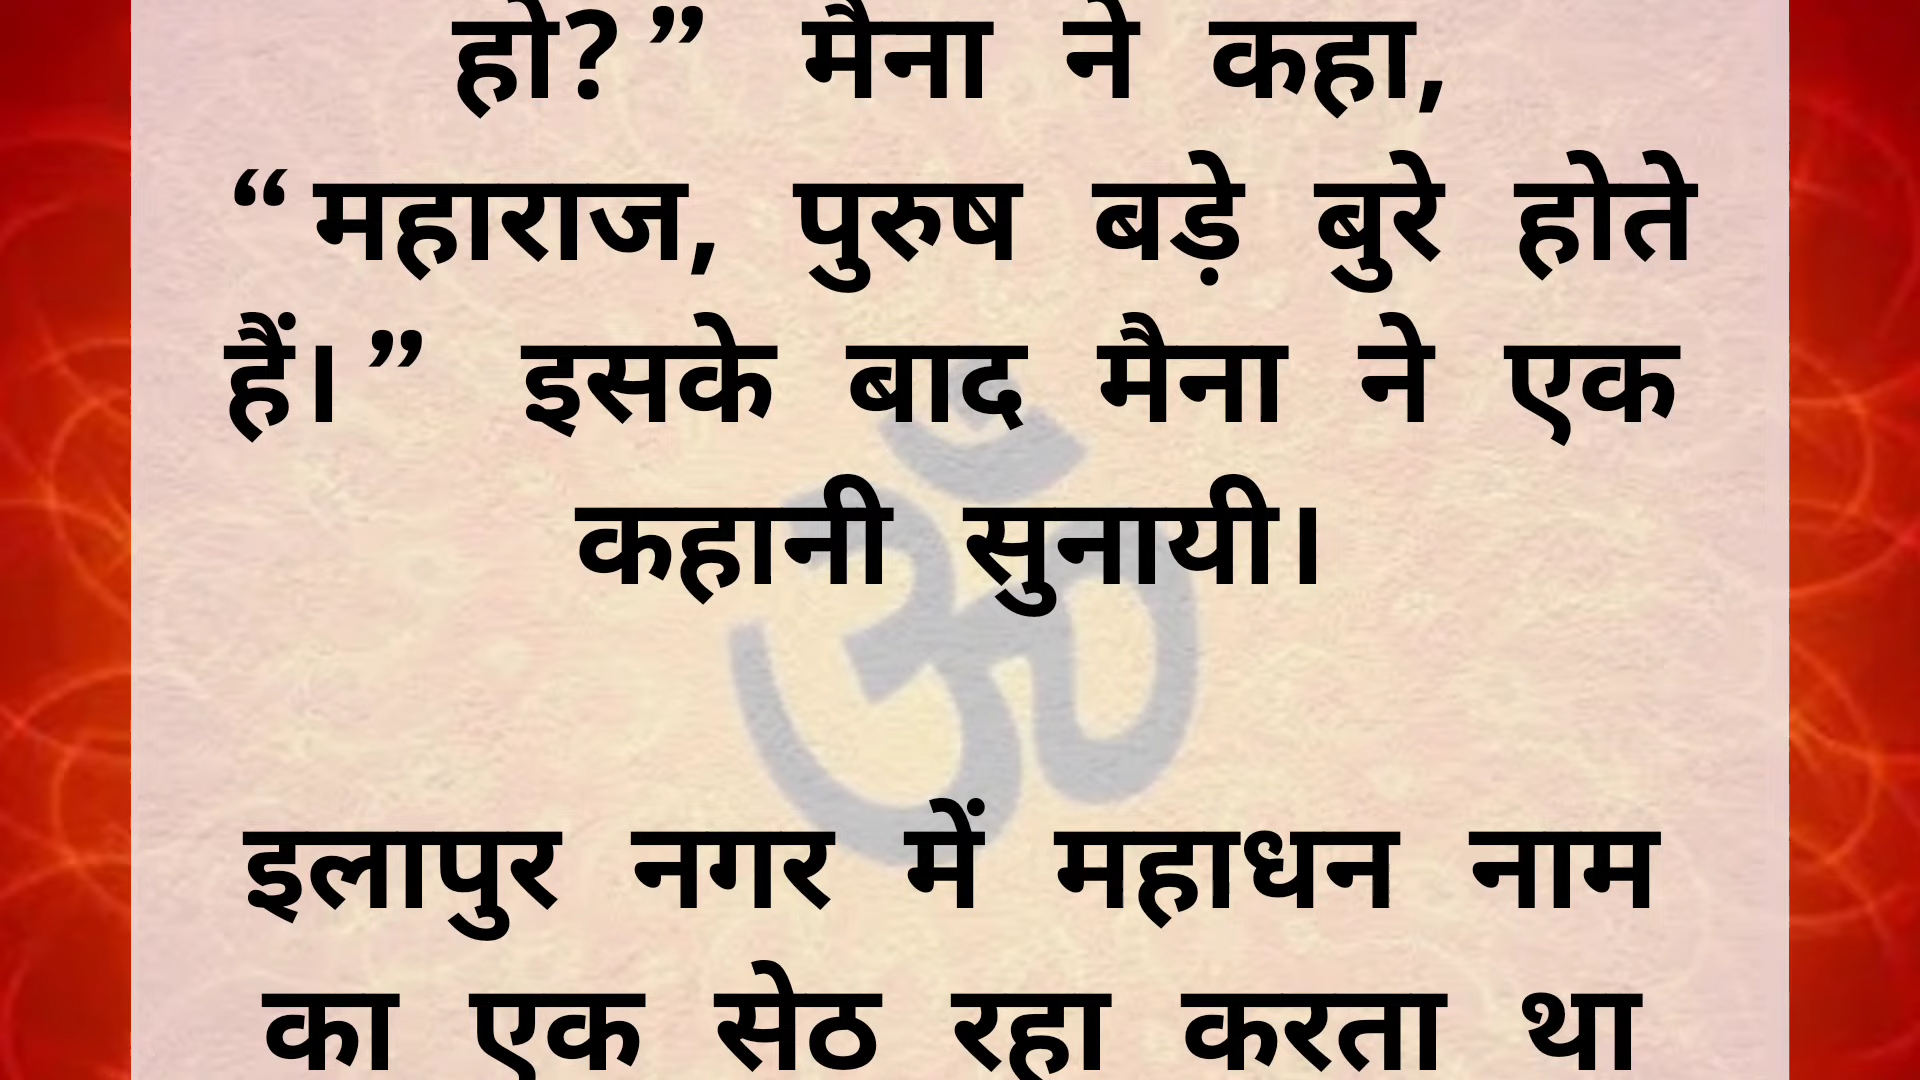 हो?” मैना ने कहा,
“महाराज, पुरुष बड़े बुरे होते
हैं।” इसके बाद मैना ने एक
कहानी सुनायी।
इलापुर नगर में महाधन नाम
का एक सेठ रहा करता था
ॐ